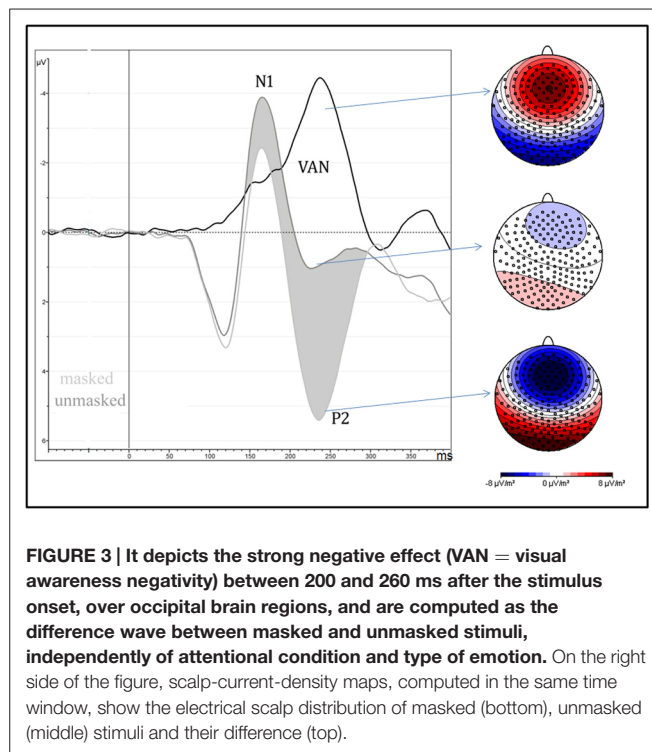 µV
-4
-2
0
2
4
6
N1
VAN
P2
masked
unmasked
0
50
100
150
200
250
300
350
ms
-8 µV/m³ 0 µV/m³ 8 µV/m³
FIGURE 3 | It depicts the strong negative effect (VAN = visual
awareness negativity) between 200 and 260 ms after the stimulus
onset, over occipital brain regions, and are computed as the
difference wave between masked and unmasked stimuli,
independently of attentional condition and type of emotion. On the right
side of the figure, scalp-current-density maps, computed in the same time
window, show the electrical scalp distribution of masked (bottom), unmasked
(middle) stimuli and their difference (top).